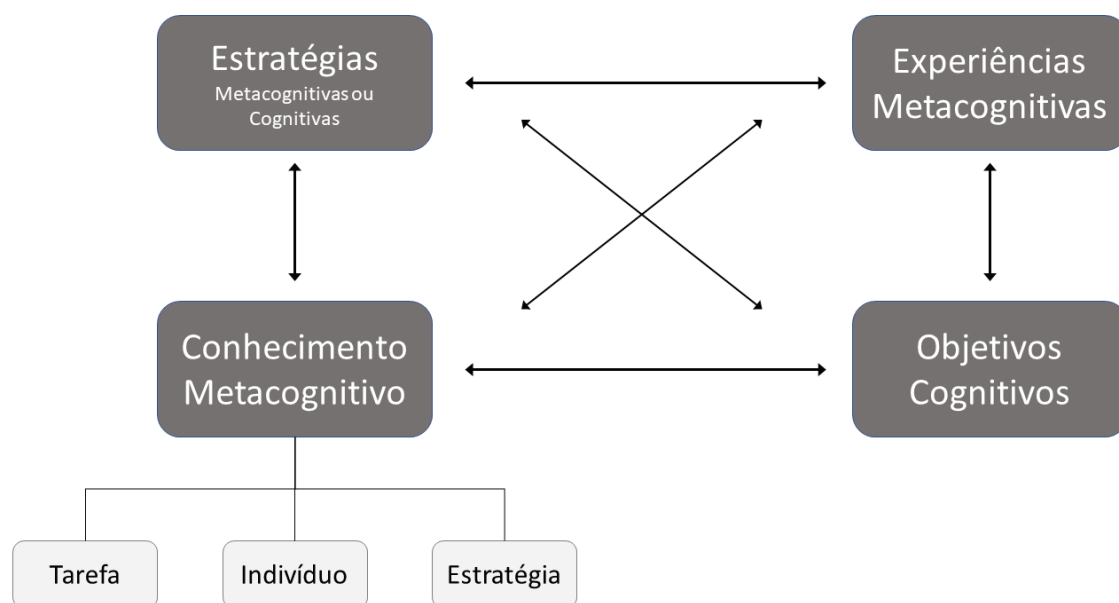 Estratégias
Metacognitivas ou
Cognitivas
Experiências
Metacognitivas
Conhecimento
Metacognitivo
Objetivos
Cognitivos
Tarefa
Indivíduo
Estratégia